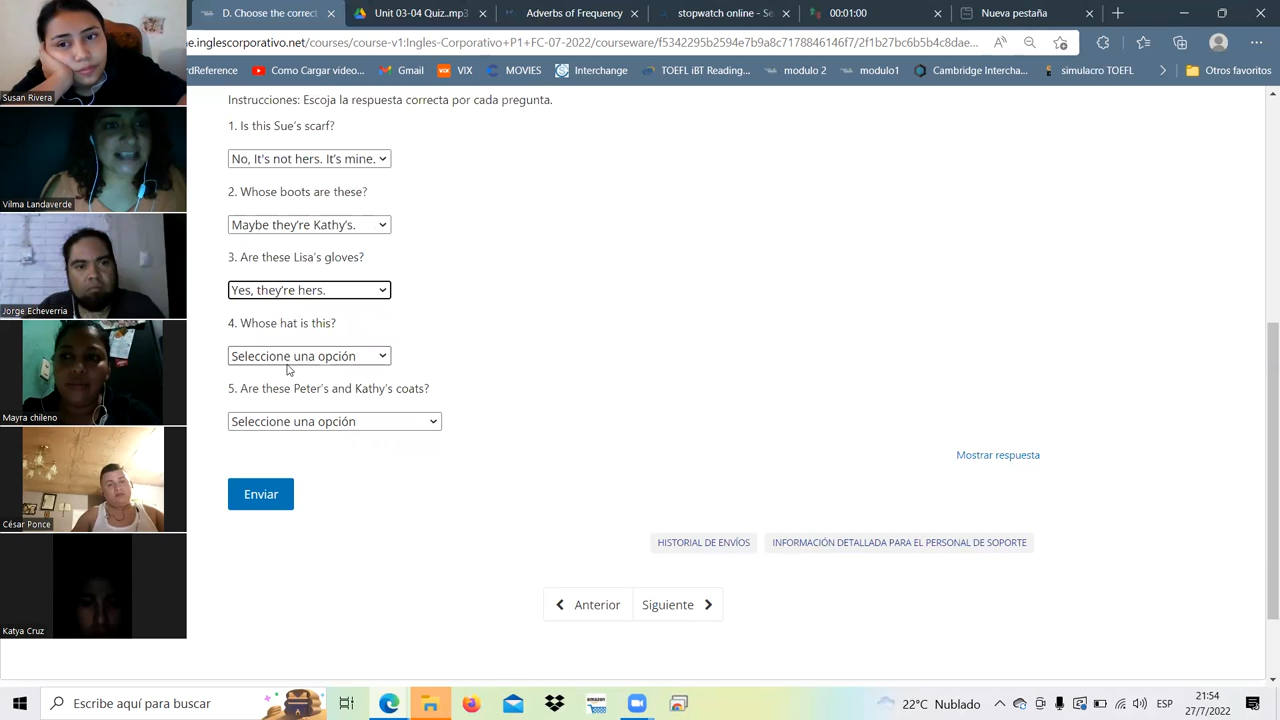 2. Docum
Unit 03-04 Quiz.mp3
Adverbs of Frequency
stopwatch online - Se
00:01:00
Nueva pestaña
e.inglescorporativo.net/courses/course-v1:Ingles-Corporativo+P1+FC-07-2022/courseware/f5342295b2594e7b9a8c7178846146f7/2f1b27bc6b5b4c8dae...
rdReference
Como Cargar video...
Gmail
VIX
MOVIES
Interchange
TOEFL iBT Reading...
modulo 2
modulo1
Cambridge Intercha...
simulacro TOEFL
Otros favoritos
Susan Rivera
Vilma Landaverde
Jorge Echeverria
Mayra chileno
César Ponce
Katya Cruz
Instrucciones: Escoja la respuesta correcta por cada pregunta.
1. Is this Sue's scarf?
No, It's not hers. It's mine.
2. Whose boots are these?
Maybe they're Kathy's.
3. Are these Lisa's gloves?
Yes, they're hers.
4. Whose hat is this?
Seleccione una opción
5. Are these Peter's and Kathy's coats?
Seleccione una opción
Mostrar respuesta
Enviar
HISTORIAL DE ENVÍOS
INFORMACIÓN DETALLADA PARA EL PERSONAL DE SOPORTE
Anterior
Siguiente
Escribe aquí para buscar
amazon
22°C Nublado
ESP
21:54
27/7/2022